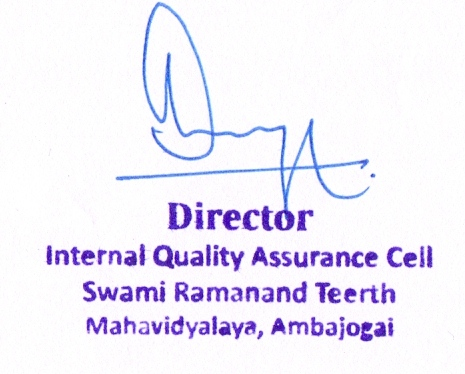 Director
Internal Quality Assurance Cell
Swami Ramanand Teerth
Mahavidyalaya, Ambajogai